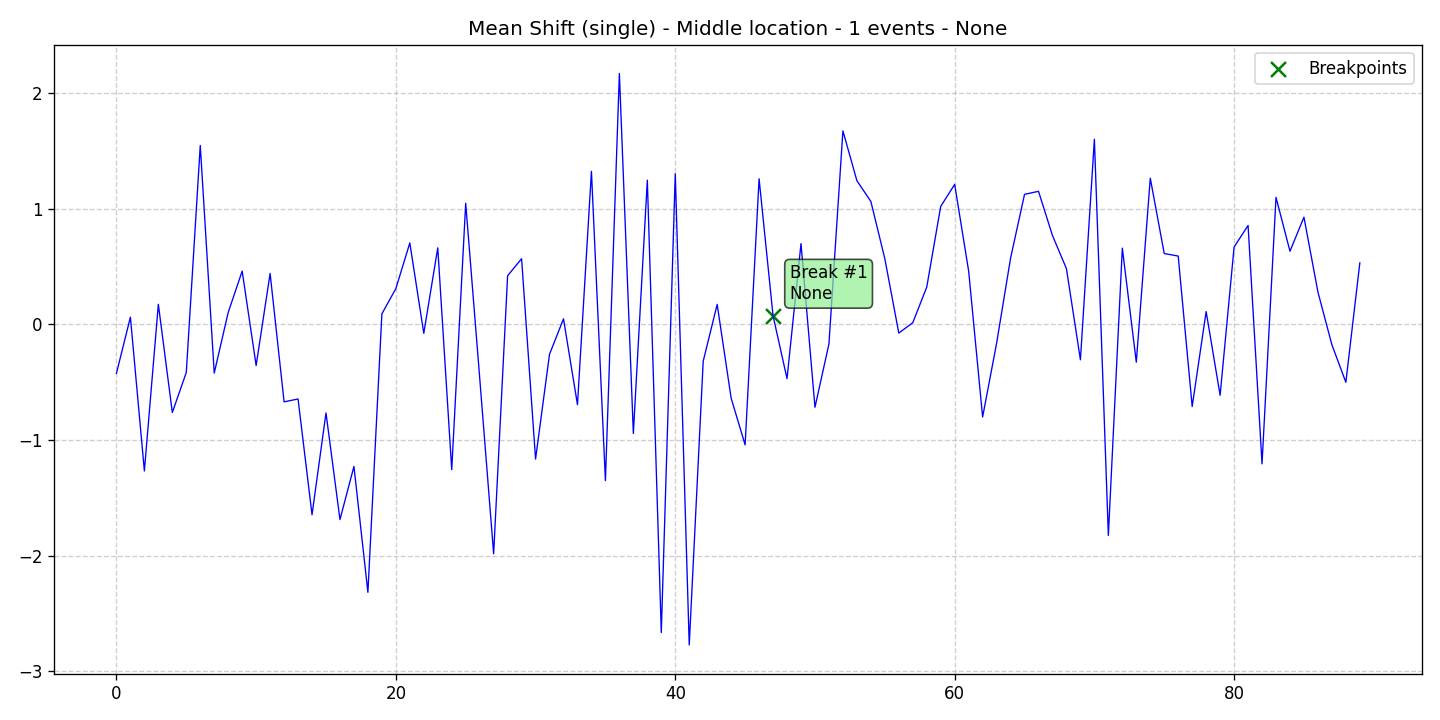 Mean Shift (single) - Middle location - 1 events - None
Breakpoints
Break #1
None
2
1
0
−1
−2
−3
0
20
40
60
80